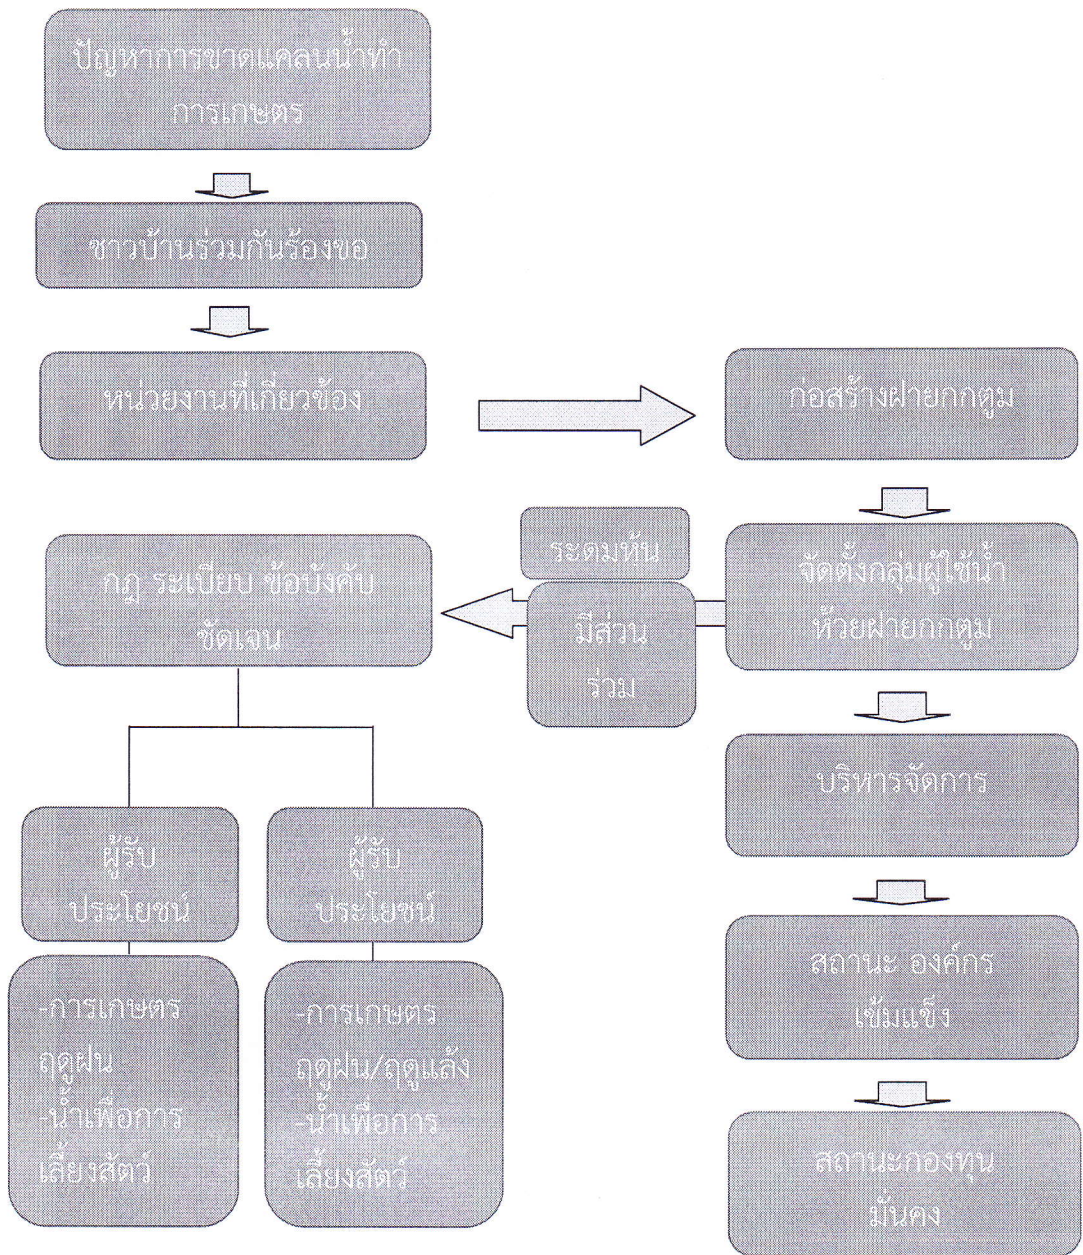 ปัญหาการขาดแคลนน้ำทำ
การเกษตร
ชาวบ้านร่วมกันร้องขอ
หน่วยงานที่เกี่ยวข้อง
ก่อสร้างฝายกกตูม
จัดตั้งกลุ่มผู้ใช้น้ำ
ห้วยฝายกกตูม
ระดมหุ้น
มีส่วน
ร่วม
กฎ ระเบียบ ข้อบังคับ
ชัดเจน
ผู้รับ
ประโยชน์
-การเกษตร
ฤดูฝน
-น้ำเพื่อการ
เลี้ยงสัตว์
ผู้รับ
ประโยชน์
-การเกษตร
ฤดูฝน/ฤดูแล้ง
-น้ำเพื่อการ
เลี้ยงสัตว์
บริหารจัดการ
สถานะ องค์กร
เข้มแข็ง
สถานะกองทุน
มั่นคง